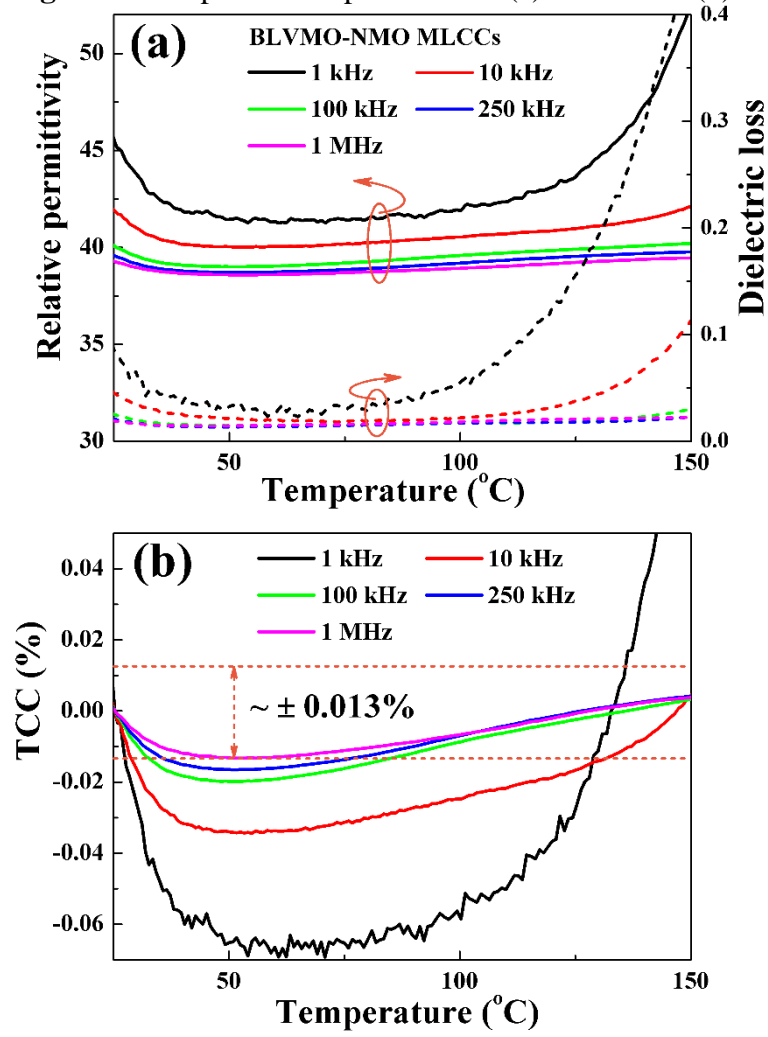 (a)
BLVMO-NMO MLCCs
1 kHz 10 kHz
100 kHz 250 kHz
1 MHz
Relative permittivity
50
45
40
35
30
Dielectric loss
0.4
0.3
0.2
0.1
0.0
50 100 150
Temperature (°C)
(b)
1 kHz 10 kHz
100 kHz 250 kHz
1 MHz
~ ± 0.013%
TCC (%)
0.04
0.02
0.00
-0.02
-0.04
-0.06
50 100 150
Temperature (°C)